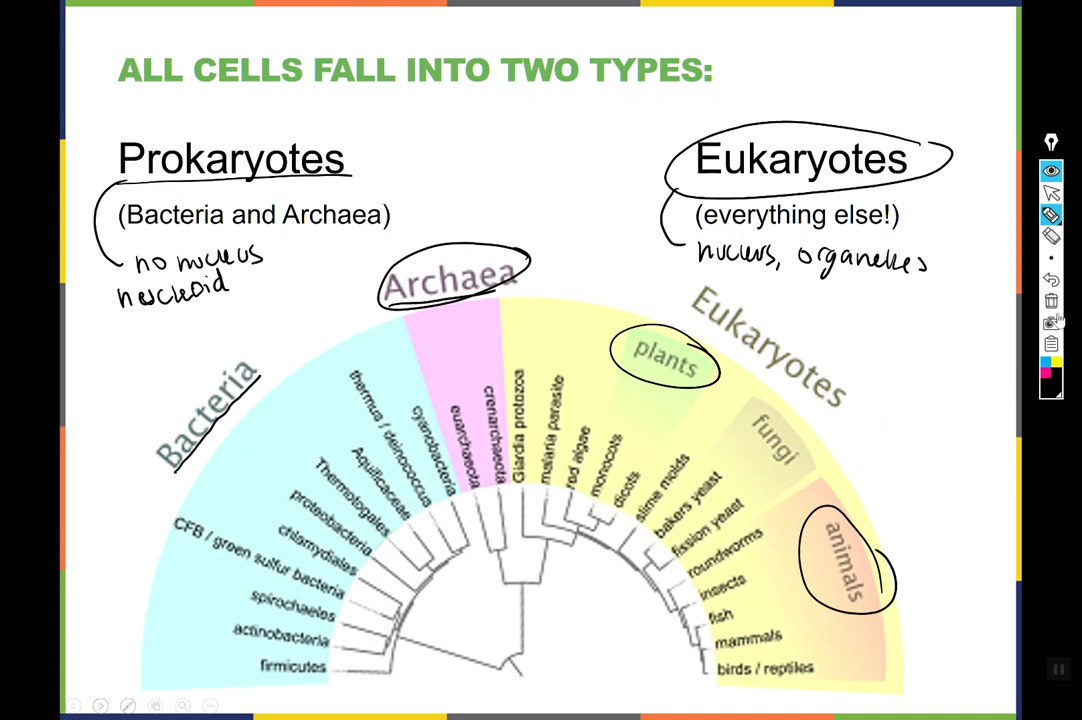 ALL CELLS FALL INTO TWO TYPES:
Prokaryotes
(Bacteria and Archaea)
no nucleus
nucleoid
Eukaryotes
(everything else!)
nucleus, organelles
Bacteria
Archaea
Eukaryotes
plants
fungi
animals
firmicutes
actinobacteria
spirochaeles
CFB / green sulfur bacteria
chlamydiales
proteobacteria
Thermologales
Aquificaceae
thermus / deinococcus
cyanobacteria
euarchaeota
crenarchaeota
Giardia protozoa
malaria parasite
red algae
monocots
dicots
slime molds
bakers yeast
fission yeast
roundworms
insects
fish
mammals
birds / reptiles